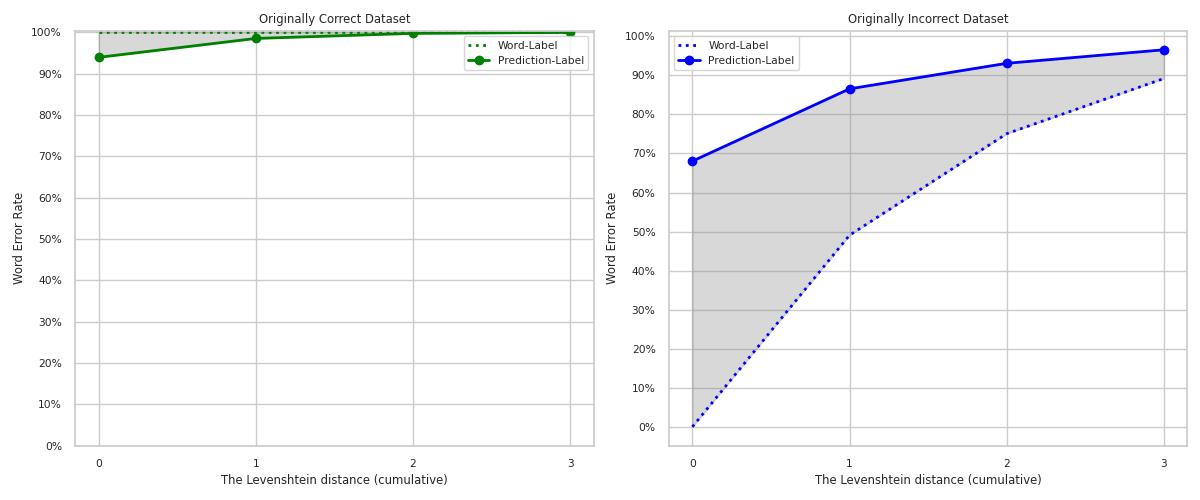 Originally Correct Dataset
Word-Label
Prediction-Label
100%
90%
80%
70%
60%
50%
40%
30%
20%
10%
0%
Word Error Rate
0 1 2 3
The Levenshtein distance (cumulative)
Originally Incorrect Dataset
Word-Label
Prediction-Label
100%
90%
80%
70%
60%
50%
40%
30%
20%
10%
0%
Word Error Rate
0 1 2 3
The Levenshtein distance (cumulative)